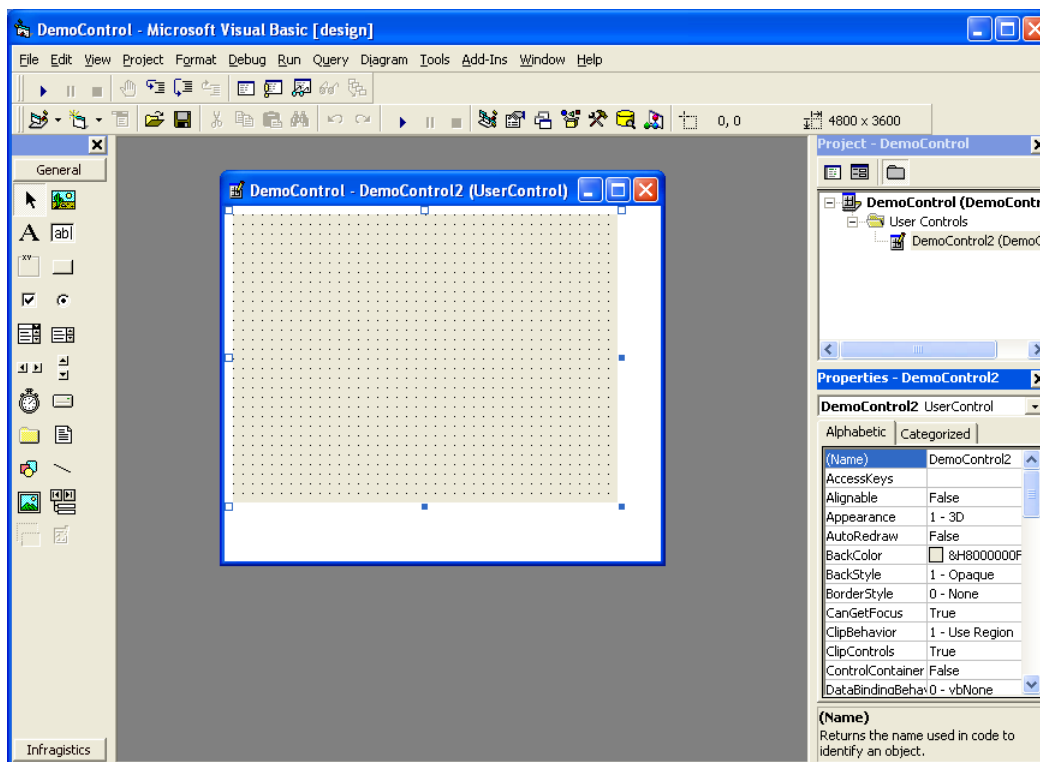 DemoControl - Microsoft Visual Basic [design]
File Edit View Project Format Debug Run Query Diagram Tools Add-Ins Window Help
0, 0 4800 x 3600
General
A ab|
XY
Infragistics
DemoControl - DemoControl2 (UserControl)
Project - DemoControl
DemoControl (DemoContr
User Controls
DemoControl2 (DemoC
Properties - DemoControl2
DemoControl2 UserControl
Alphabetic Categorized
(Name) DemoControl2
AccessKeys
Alignable False
Appearance 1 - 3D
AutoRedraw False
BackColor &H8000000F
BackStyle 1 - Opaque
BorderStyle 0 - None
CanGetFocus True
ClipBehavior 1 - Use Region
ClipControls True
ControlContainer False
DataBindingBehav 0 - vbNone
(Name)
Returns the name used in code to
identify an object.